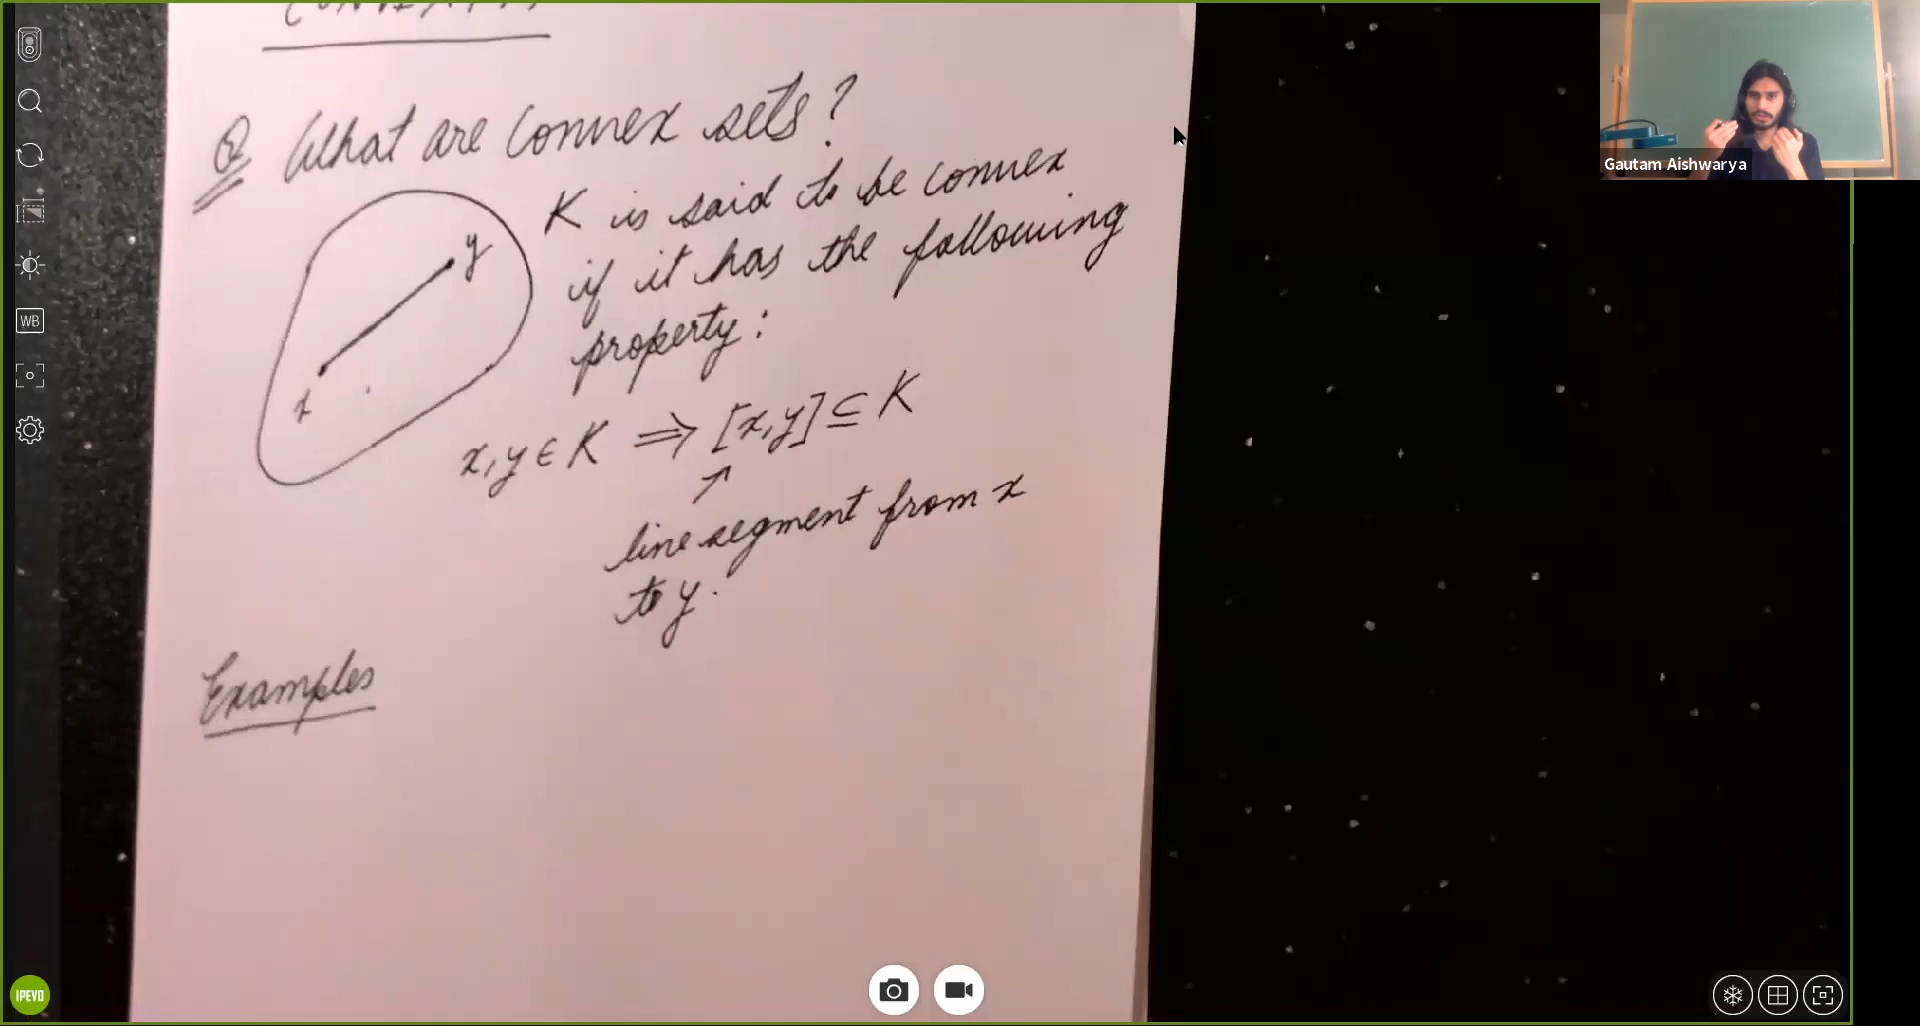 CONVEXITY
Q What are convex sets?
K is said to be convex
if it has the following
property:
y
x
x, y ∈ K ⇒ [x, y] ⊆ K
↑
line segment from x
to y.
Examples
Gautam Aishwarya
WB
IPEVO